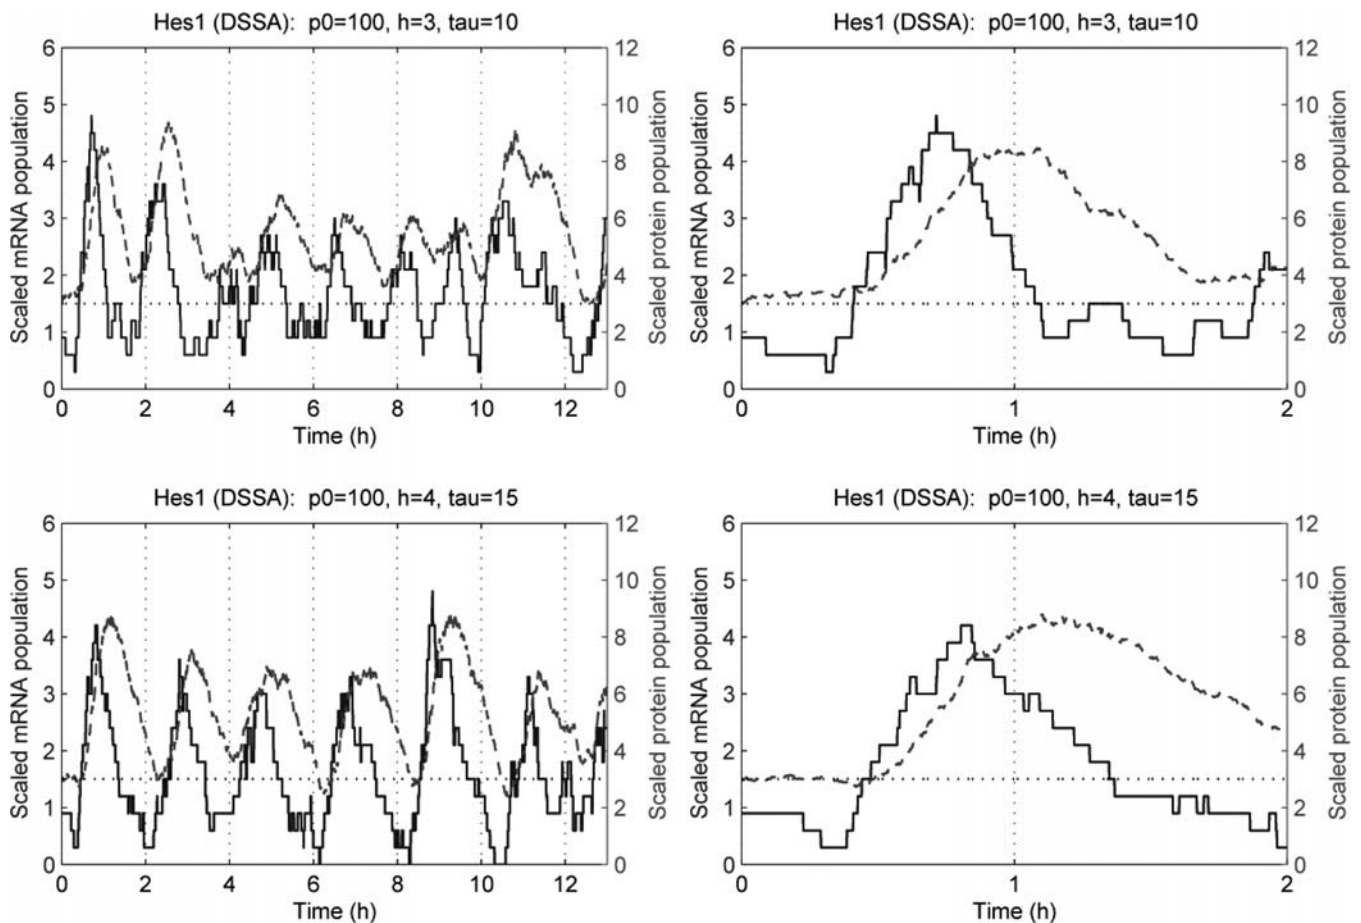 Hes1 (DSSA):  p0=100, h=3, tau=10
Scaled mRNA population
6
5
4
3
2
1
0
12
10
8
6
4
2
0
Scaled protein population
0 2 4 6 8 10 12
Time (h)
Hes1 (DSSA):  p0=100, h=3, tau=10
Scaled mRNA population
6
5
4
3
2
1
0
12
10
8
6
4
2
0
Scaled protein population
0 1 2
Time (h)
Hes1 (DSSA):  p0=100, h=4, tau=15
Scaled mRNA population
6
5
4
3
2
1
0
12
10
8
6
4
2
0
Scaled protein population
0 2 4 6 8 10 12
Time (h)
Hes1 (DSSA):  p0=100, h=4, tau=15
Scaled mRNA population
6
5
4
3
2
1
0
12
10
8
6
4
2
0
Scaled protein population
0 1 2
Time (h)